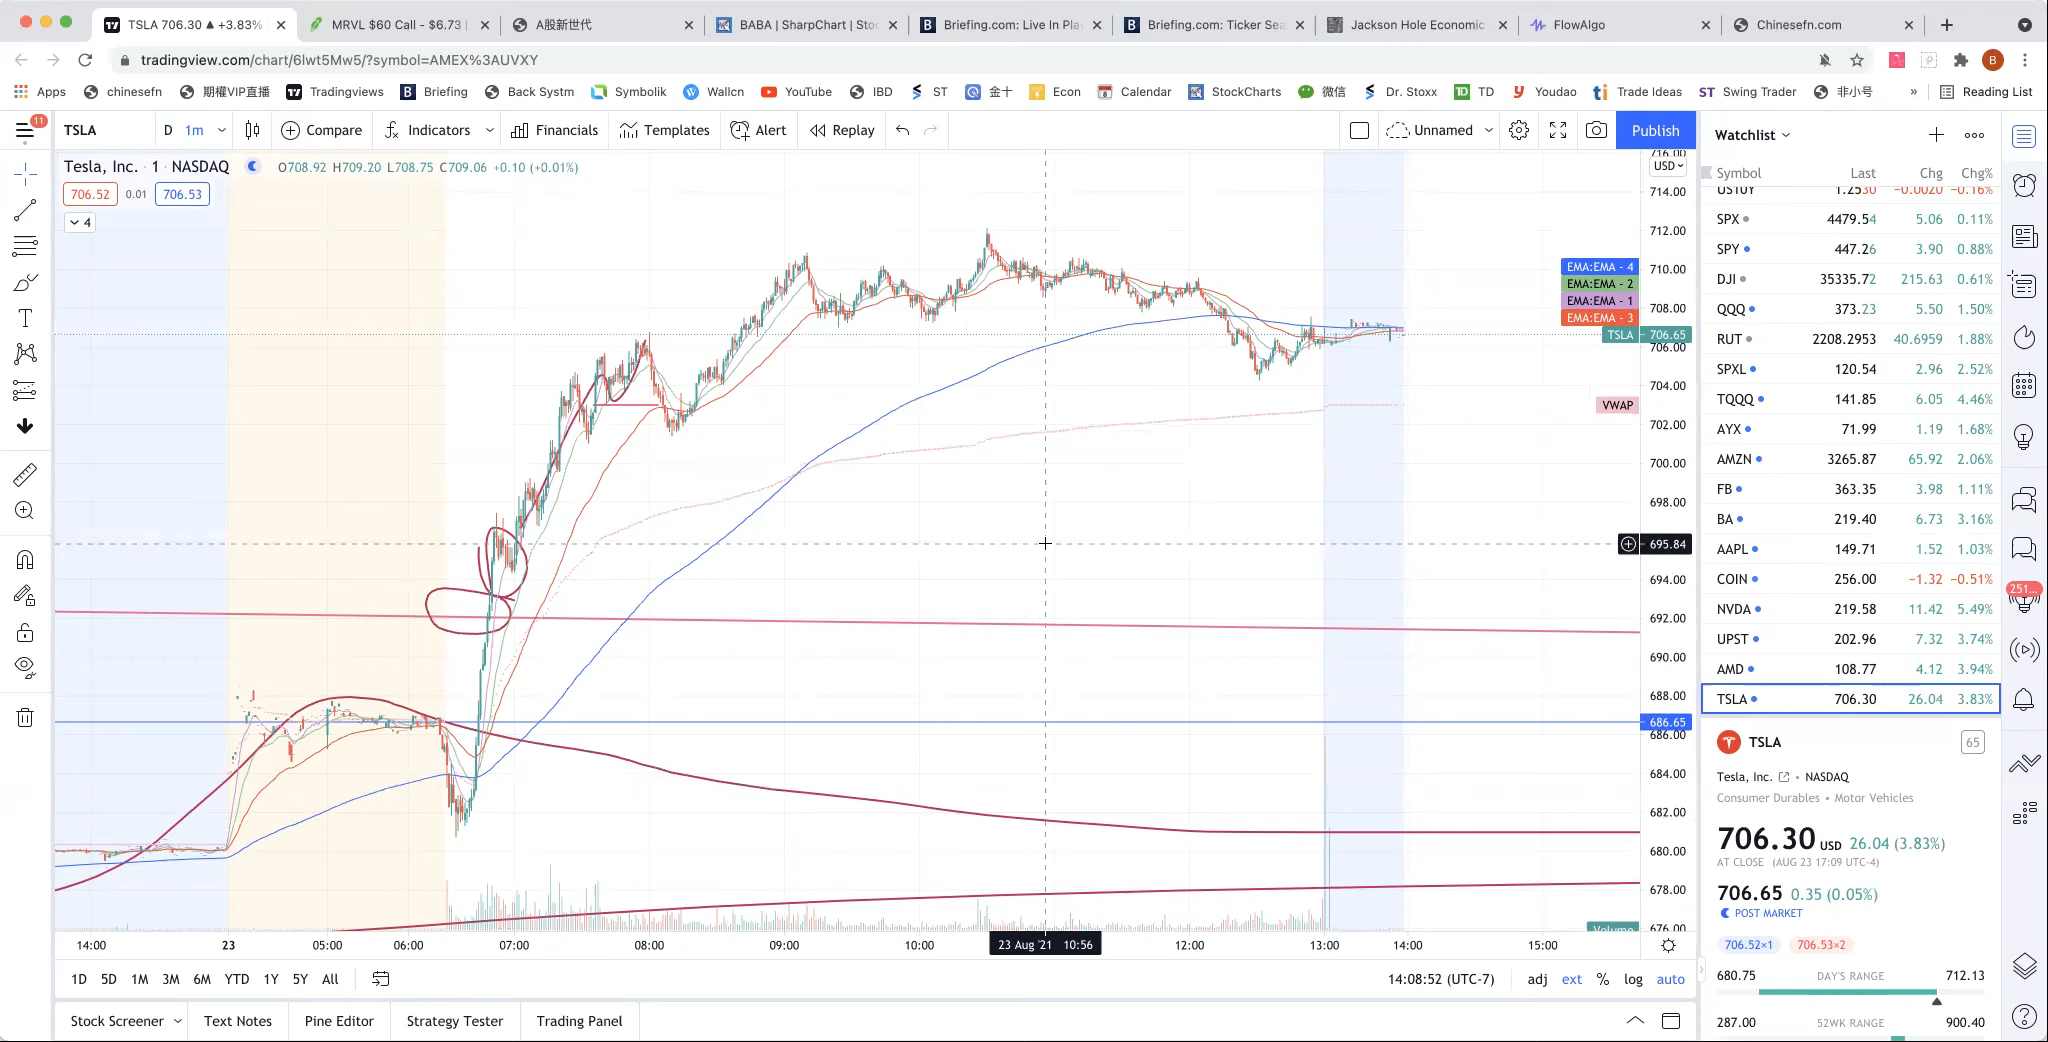 TSLA 706.30 ▲ +3.83%
MRVL $60 Call - $6.73 |
A股新世代
BABA | SharpChart | Stoc
Briefing.com: Live In Play
Briefing.com: Ticker Sea
Jackson Hole Economic
FlowAlgo
Chinesefn.com
tradingview.com/chart/6lwt5Mw5/?symbol=AMEX%3AUVXY
B
Apps
chinesefn
期權VIP直播
Tradingviews
Briefing
Back Systm
Symbolik
Wallcn
YouTube
IBD
ST
金十
Econ
Calendar
StockCharts
微信
Dr. Stoxx
TD
Youdao
Trade Ideas
Swing Trader
非小号
»
Reading List
11
TSLA
D 1m
Compare
Indicators
Financials
Templates
Alert
Replay
Unnamed
Publish
Watchlist
Tesla, Inc. · 1 · NASDAQ
O708.92 H709.20 L708.75 C709.06 +0.10 (+0.01%)
706.52 0.01 706.53
4
USD
716.00
714.00
712.00
710.00
708.00
706.00
704.00
702.00
700.00
698.00
694.00
692.00
690.00
688.00
686.00
684.00
682.00
680.00
678.00
676.00
EMA:EMA - 4
EMA:EMA - 2
EMA:EMA - 1
EMA:EMA - 3
TSLA 706.65
VWAP
695.84
686.65
Volume
14:00 23 05:00 06:00 07:00 08:00 09:00 10:00 23 Aug '21 10:56 12:00 13:00 14:00 15:00
1D 5D 1M 3M 6M YTD 1Y 5Y All
14:08:52 (UTC-7)
adj ext % log auto
Stock Screener
Text Notes
Pine Editor
Strategy Tester
Trading Panel
Symbol Last Chg Chg%
US10Y 1.2530 −0.0020 −0.16%
SPX 4479.54 5.06 0.11%
SPY 447.26 3.90 0.88%
DJI 35335.72 215.63 0.61%
QQQ 373.23 5.50 1.50%
RUT 2208.2953 40.6959 1.88%
SPXL 120.54 2.96 2.52%
TQQQ 141.85 6.05 4.46%
AYX 71.99 1.19 1.68%
AMZN 3265.87 65.92 2.06%
FB 363.35 3.98 1.11%
BA 219.40 6.73 3.16%
AAPL 149.71 1.52 1.03%
COIN 256.00 −1.32 −0.51%
NVDA 219.58 11.42 5.49%
UPST 202.96 7.32 3.74%
AMD 108.77 4.12 3.94%
TSLA 706.30 26.04 3.83%
251...
TSLA
65
Tesla, Inc. • NASDAQ
Consumer Durables • Motor Vehicles
706.30 USD 26.04 (3.83%)
AT CLOSE (AUG 23 17:09 UTC-4)
706.65 0.35 (0.05%)
POST MARKET
706.52×1 706.53×2
680.75 DAY'S RANGE 712.13
287.00 52WK RANGE 900.40